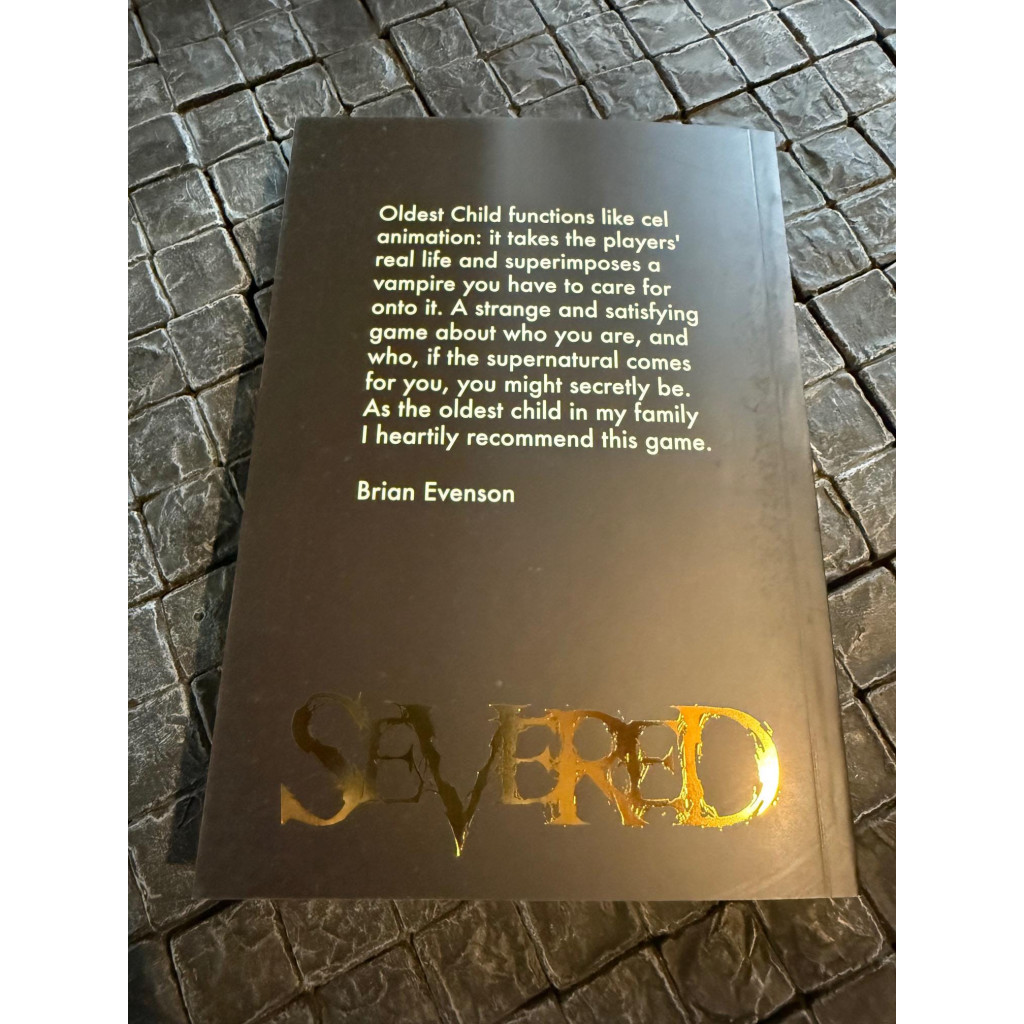 Oldest Child functions like cel
animation: it takes the players'
real life and superimposes a
vampire you have to care for
onto it. A strange and satisfying
game about who you are, and
who, if the supernatural comes
for you, you might secretly be.
As the oldest child in my family
I heartily recommend this game.
Brian Evenson
SEVERED